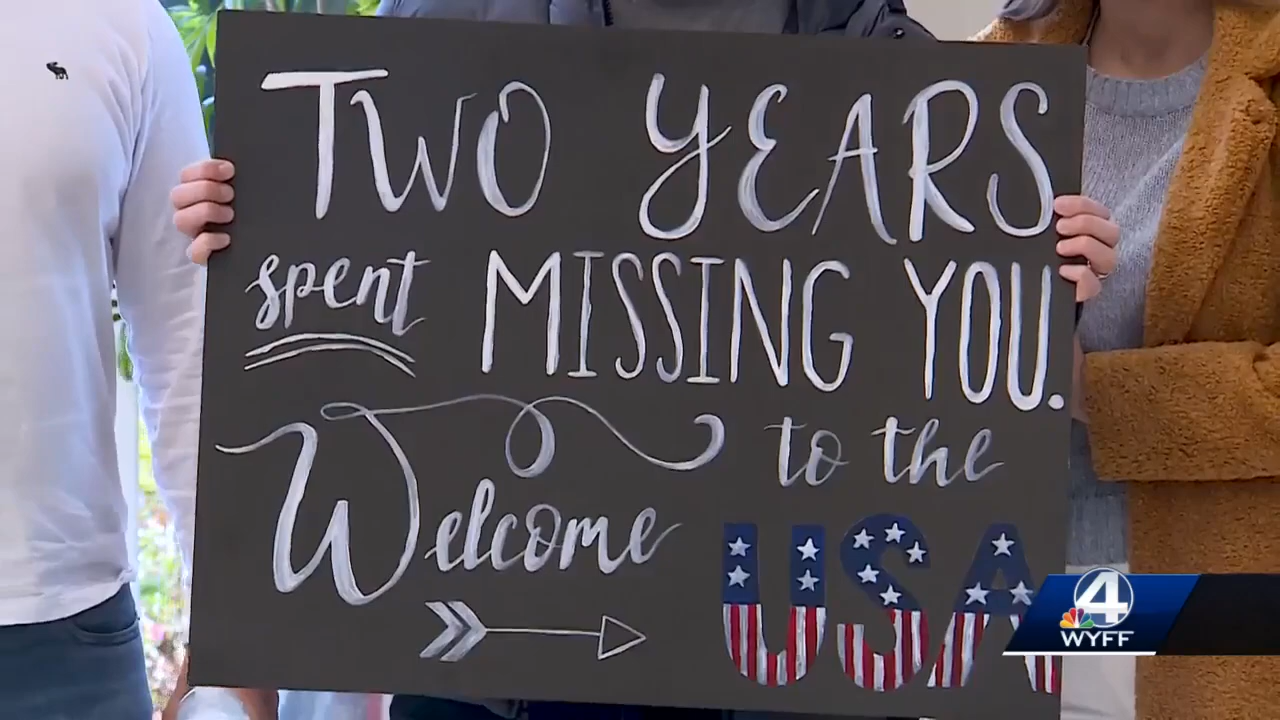 TWO YEARS
spent MISSING YOU.
Welcome to the
USA
4
WYFF